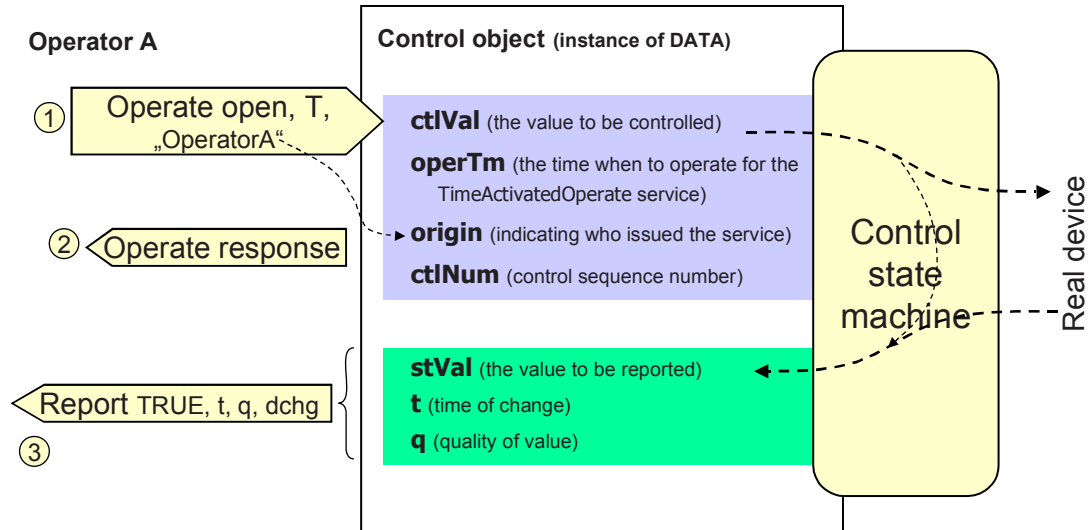 Operator A
Control object (instance of DATA)
1
Operate open, T,
„OperatorA“
ctlVal (the value to be controlled)
operTm (the time when to operate for the
TimeActivatedOperate service)
2
Operate response
origin (indicating who issued the service)
ctlNum (control sequence number)
Control
state
machine
Real device
stVal (the value to be reported)
Report TRUE, t, q, dchg
t (time of change)
q (quality of value)
3